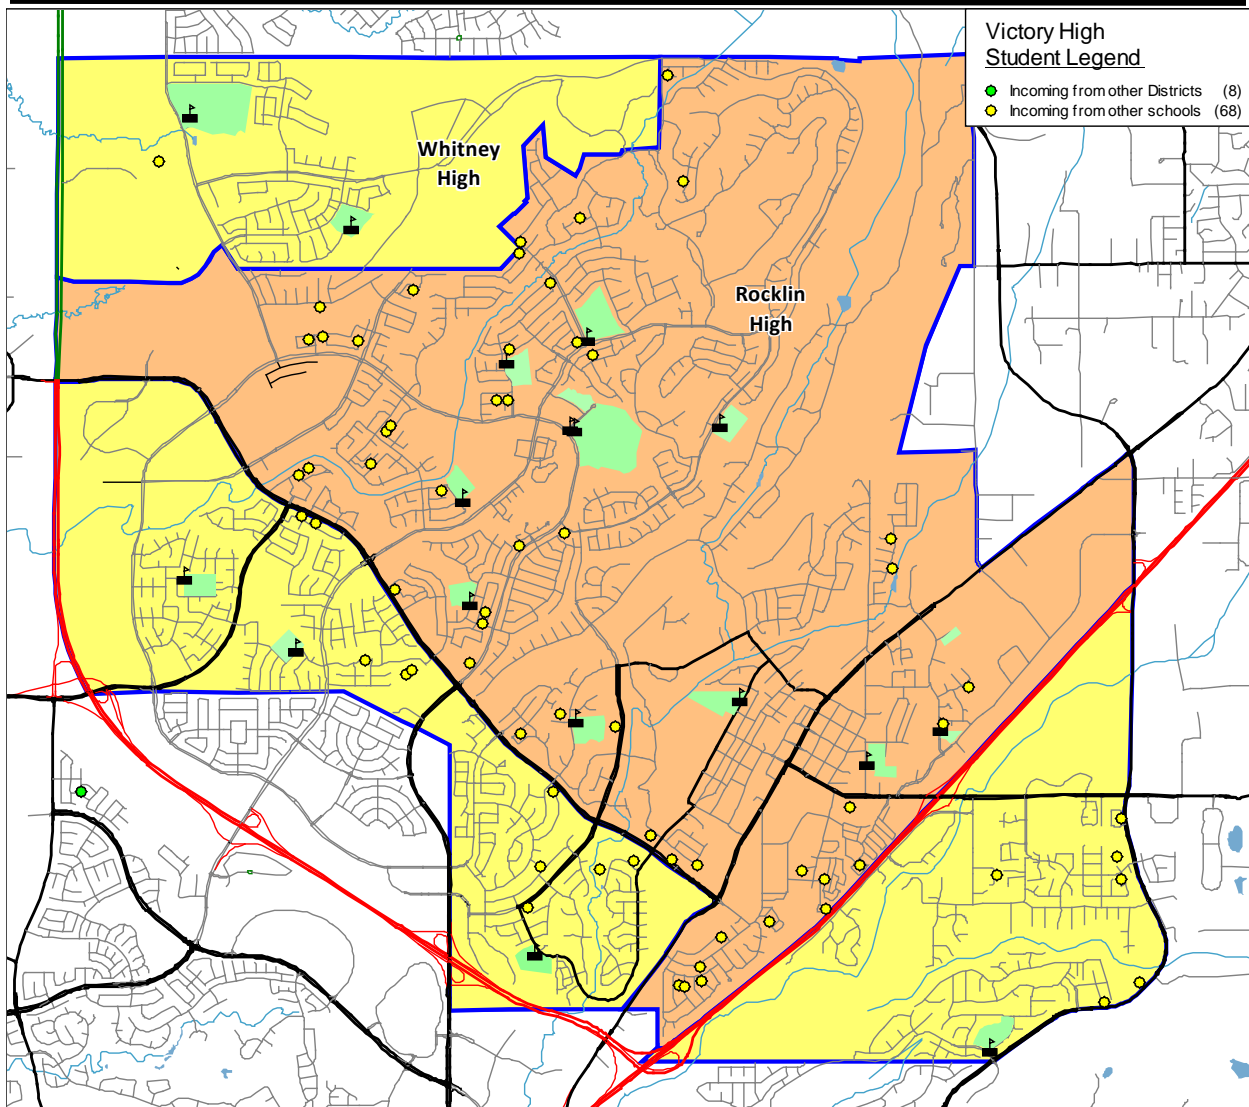 Victory High
Student Legend
Incoming from other Districts (8)
Incoming from other schools (68)
Whitney
High
Rocklin
High